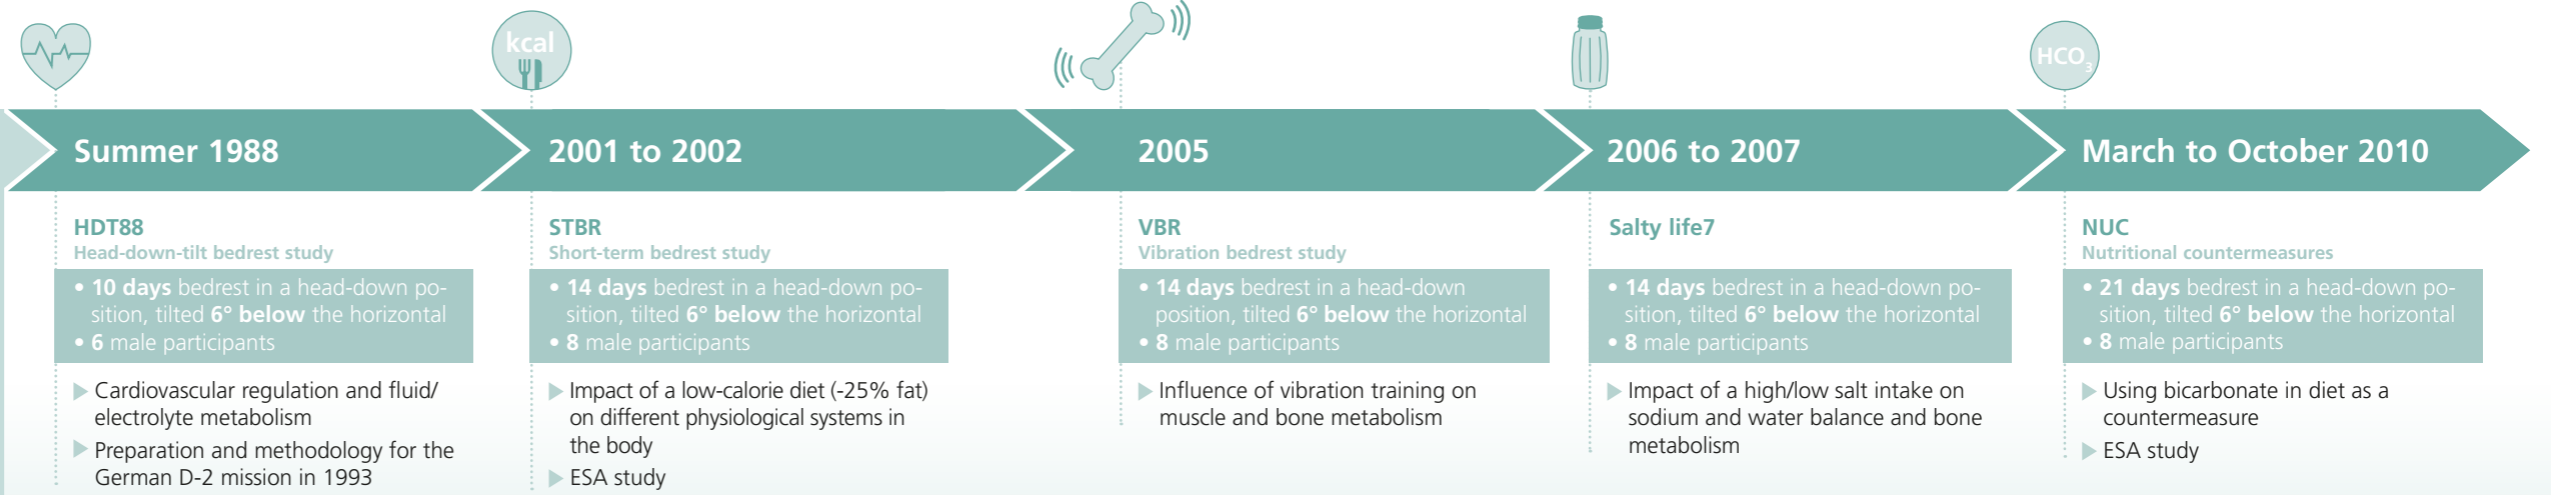 kcal
HCO3
Summer 1988
HDT88
Head-down-tilt bedrest study
• 10 days bedrest in a head-down po-
sition, tilted 6° below the horizontal
• 6 male participants
Cardiovascular regulation and fluid/
electrolyte metabolism
Preparation and methodology for the
German D-2 mission in 1993
2001 to 2002
STBR
Short-term bedrest study
• 14 days bedrest in a head-down po-
sition, tilted 6° below the horizontal
• 8 male participants
Impact of a low-calorie diet (-25% fat)
on different physiological systems in
the body
ESA study
2005
VBR
Vibration bedrest study
• 14 days bedrest in a head-down
position, tilted 6° below the horizontal
• 8 male participants
Influence of vibration training on
muscle and bone metabolism
2006 to 2007
Salty life7
• 14 days bedrest in a head-down po-
sition, tilted 6° below the horizontal
• 8 male participants
Impact of a high/low salt intake on
sodium and water balance and bone
metabolism
March to October 2010
NUC
Nutritional countermeasures
• 21 days bedrest in a head-down po-
sition, tilted 6° below the horizontal
• 8 male participants
Using bicarbonate in diet as a
countermeasure
ESA study